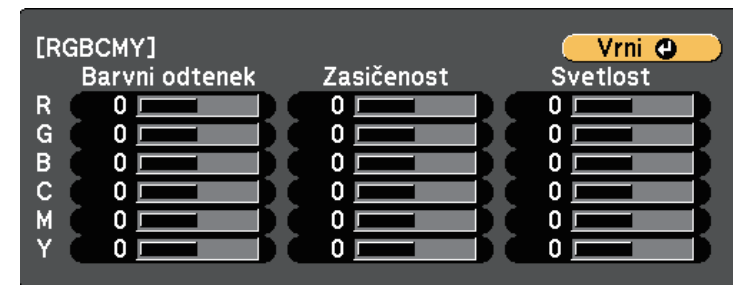 [RGBCMY] Vrni
Barvni odtenek Zasičenost Svetlost
R 0 0 0
G 0 0 0
B 0 0 0
C 0 0 0
M 0 0 0
Y 0 0 0